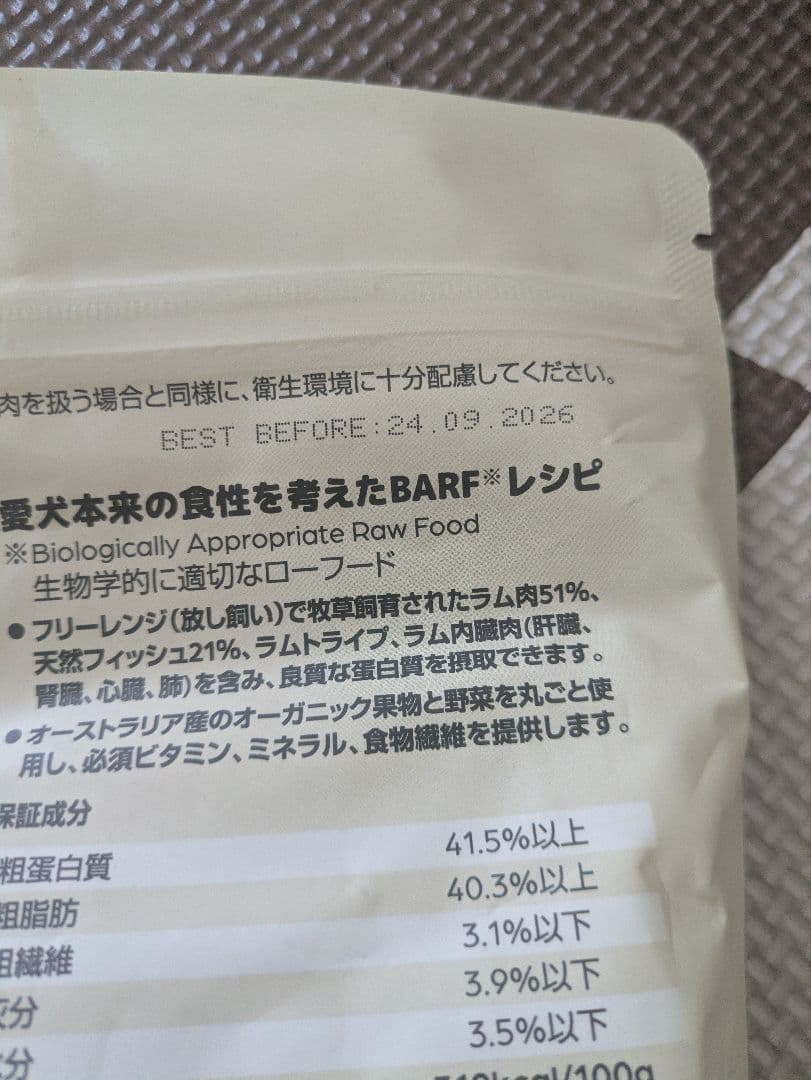 肉を扱う場合と同様に、衛生環境に十分配慮してください。
BEST BEFORE:24.09.2026
愛犬本来の食性を考えたBARF※レシピ
※Biologically Appropriate Raw Food
生物学的に適切なローフード
●フリーレンジ(放し飼い)で牧草飼育されたラム肉51%、
天然フィッシュ21%、ラムトライプ、ラム内臓肉(肝臓、
腎臓、心臓、肺)を含み、良質な蛋白質を摂取できます。
●オーストラリア産のオーガニック果物と野菜を丸ごと使
用し、必須ビタミン、ミネラル、食物繊維を提供します。
保証成分
粗蛋白質 41.5%以上
粗脂肪 40.3%以上
粗繊維 3.1%以下
灰分 3.9%以下
水分 3.5%以下
kcal/100g